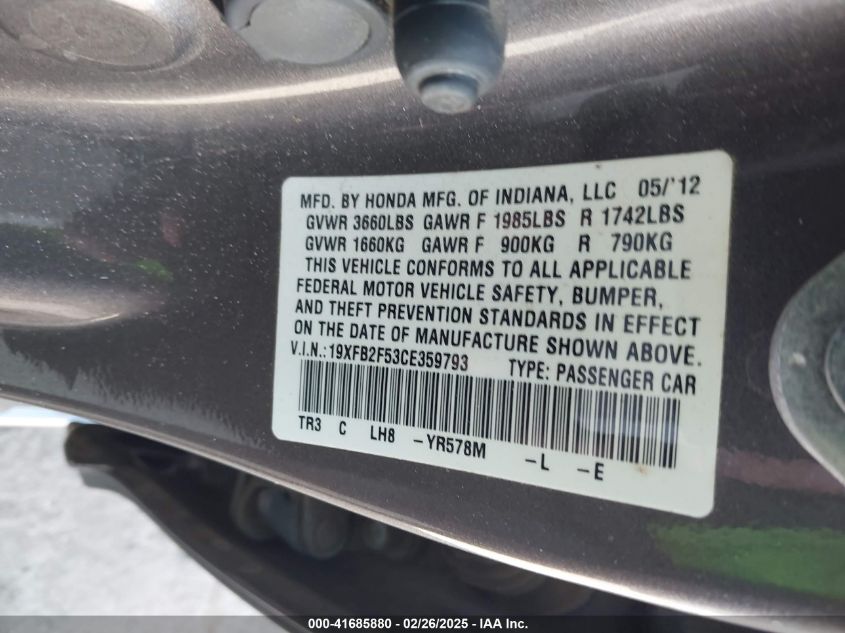 MFD. BY HONDA MFG. OF INDIANA, LLC 05/'12
GVWR 3660LBS GAWR F 1985LBS R 1742LBS
GVWR 1660KG GAWR F 900KG R 790KG
THIS VEHICLE CONFORMS TO ALL APPLICABLE
FEDERAL MOTOR VEHICLE SAFETY, BUMPER,
AND THEFT PREVENTION STANDARDS IN EFFECT
ON THE DATE OF MANUFACTURE SHOWN ABOVE.
V.I.N.:19XFB2F53CE359793 TYPE: PASSENGER CAR
TR3 C LH8 -YR578M -L -E
000-41685880 - 02/26/2025 - IAA Inc.